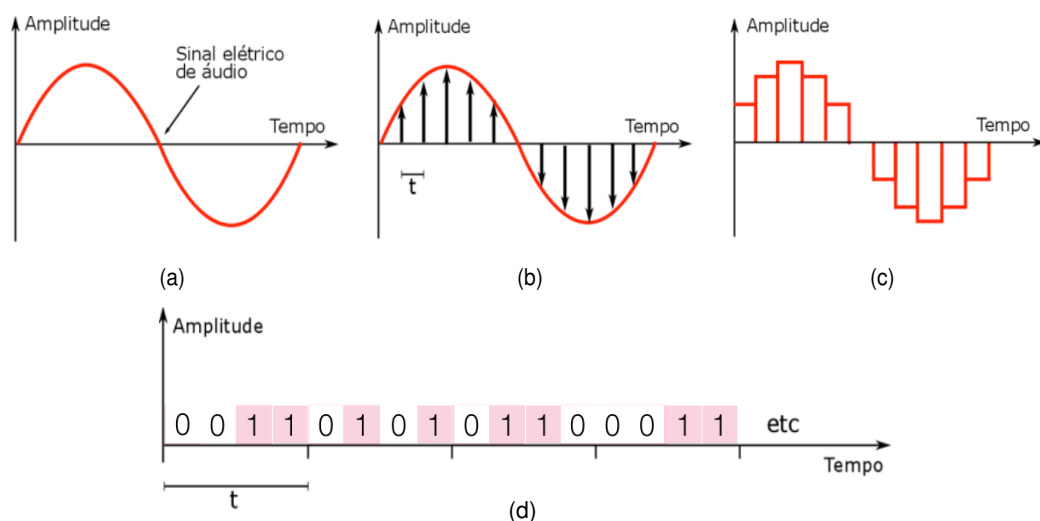 Amplitude
Sinal elétrico
de áudio
Tempo
(a)
Amplitude
Tempo
t
(b)
Amplitude
Tempo
(c)
Amplitude
0 0 1 1 0 1 0 1 0 1 1 0 0 0 1 1 etc
Tempo
t
(d)